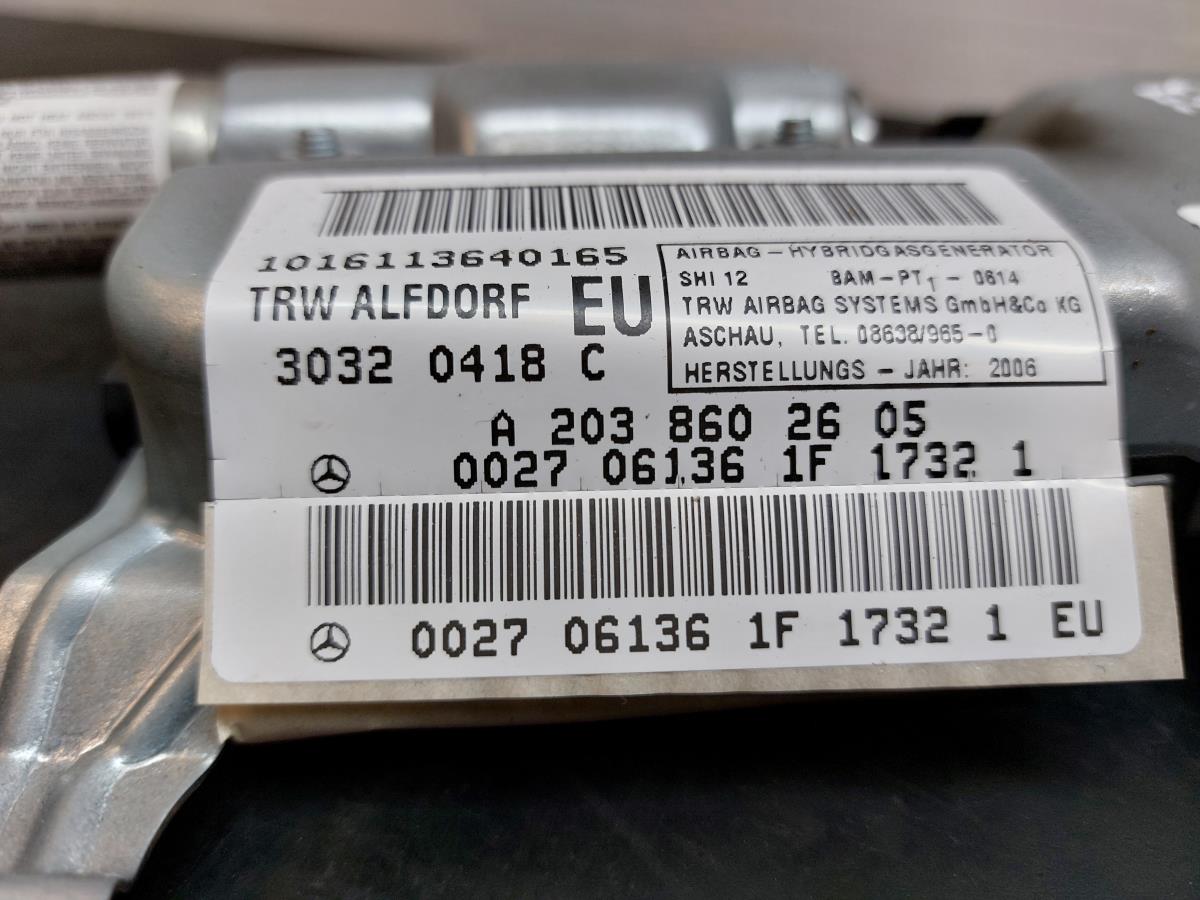 1016113640165
TRW ALFDORF EU
3032 0418 C
AIRBAG - HYBRIDGASGENERATOR
SHI 12 BAM-PT1-0614
TRW AIRBAG SYSTEMS GmbH&Co KG
ASCHAU, TEL. 08638/965-0
HERSTELLUNGS - JAHR: 2006
A 203 860 26 05
0027 06136 1F 1732 1
0027 06136 1F 1732 1 EU